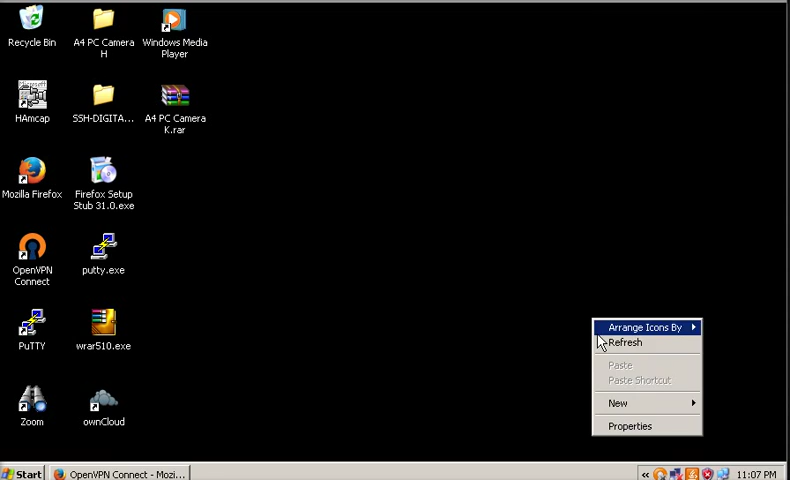 Recycle Bin
A4 PC Camera
H
Windows Media
Player
HAmcap
SSH-DIGITA...
A4 PC Camera
K.rar
Mozilla Firefox
Firefox Setup
Stub 31.0.exe
OpenVPN
Connect
putty.exe
PuTTY
wrar510.exe
Zoom
ownCloud
Arrange Icons By
Refresh
Paste
Paste Shortcut
New
Properties
Start
OpenVPN Connect - Mozi...
11:07 PM